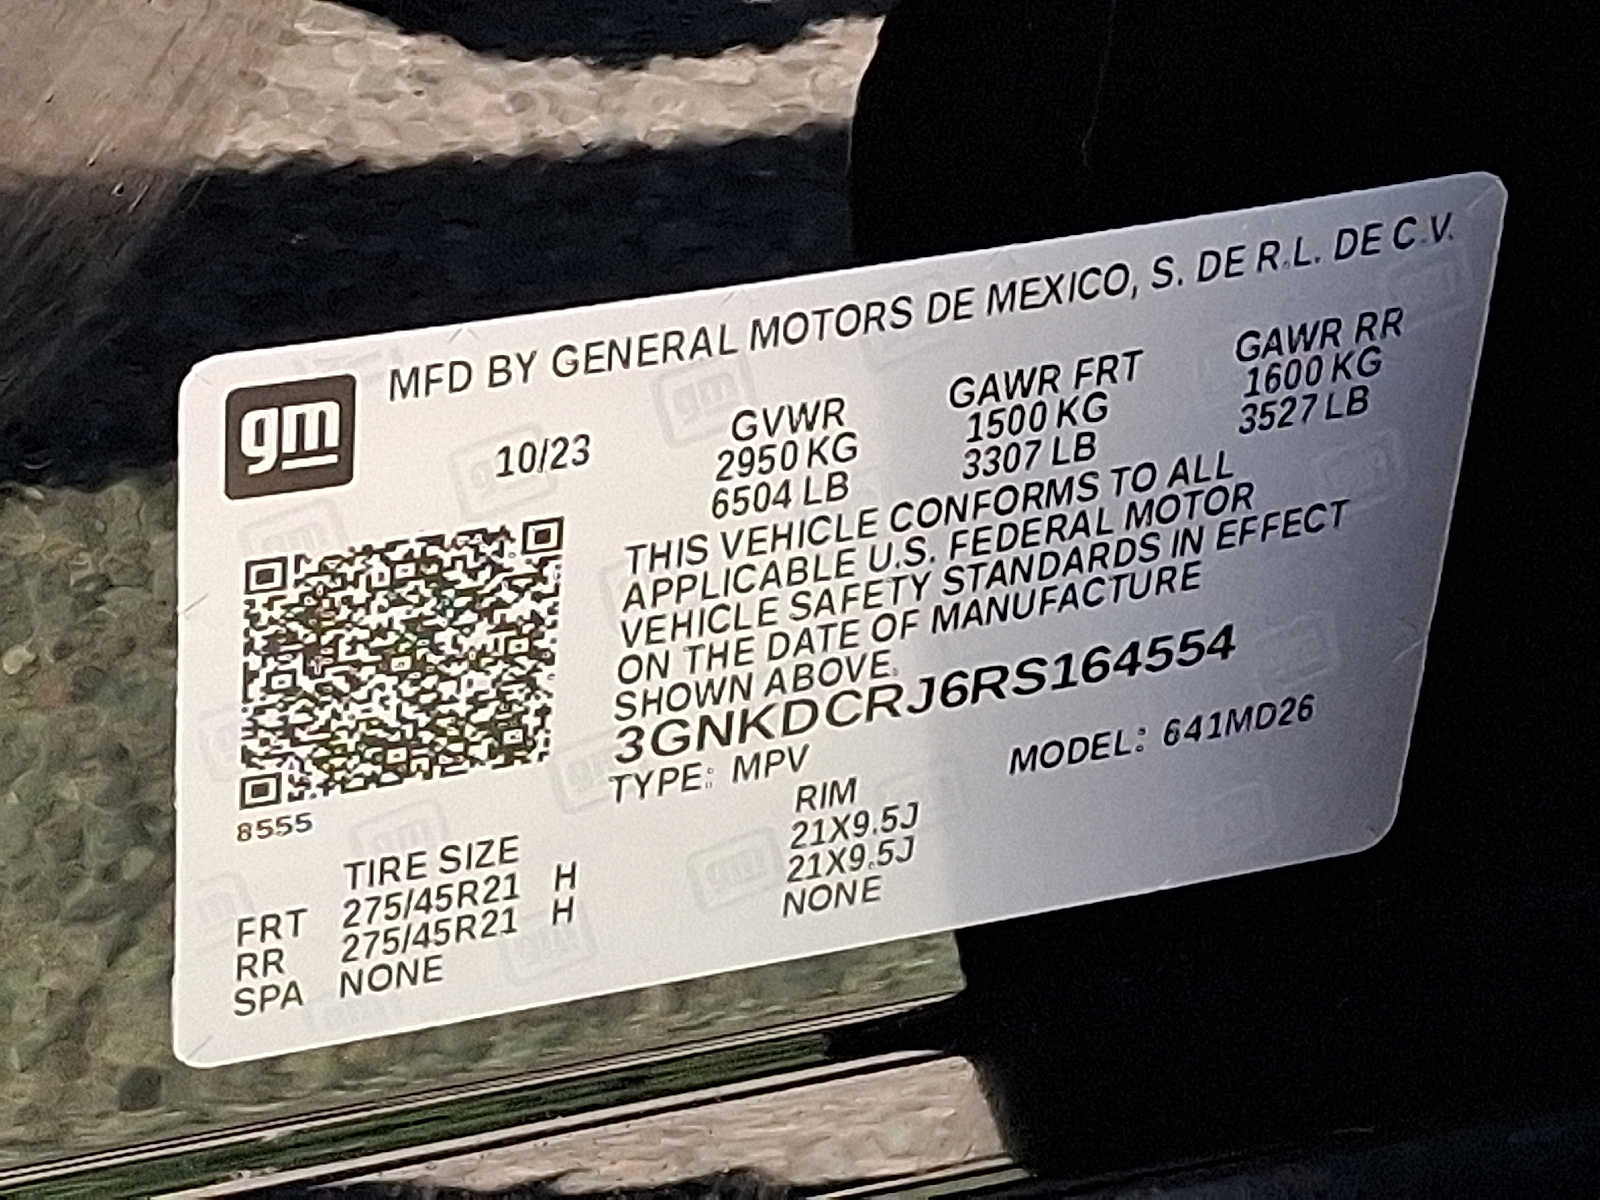 MFD BY GENERAL MOTORS DE MEXICO, S. DE R.L. DE C.V.
gm
10/23
GVWR GAWR FRT GAWR RR
2950 KG 1500 KG 1600 KG
6504 LB 3307 LB 3527 LB
THIS VEHICLE CONFORMS TO ALL
APPLICABLE U.S. FEDERAL MOTOR
VEHICLE SAFETY STANDARDS IN EFFECT
ON THE DATE OF MANUFACTURE
SHOWN ABOVE.
3GNKDCRJ6RS164554
TYPE: MPV MODEL: 641MD26
8555
TIRE SIZE RIM
FRT 275/45R21 H 21X9.5J
RR 275/45R21 H 21X9.5J
SPA NONE NONE